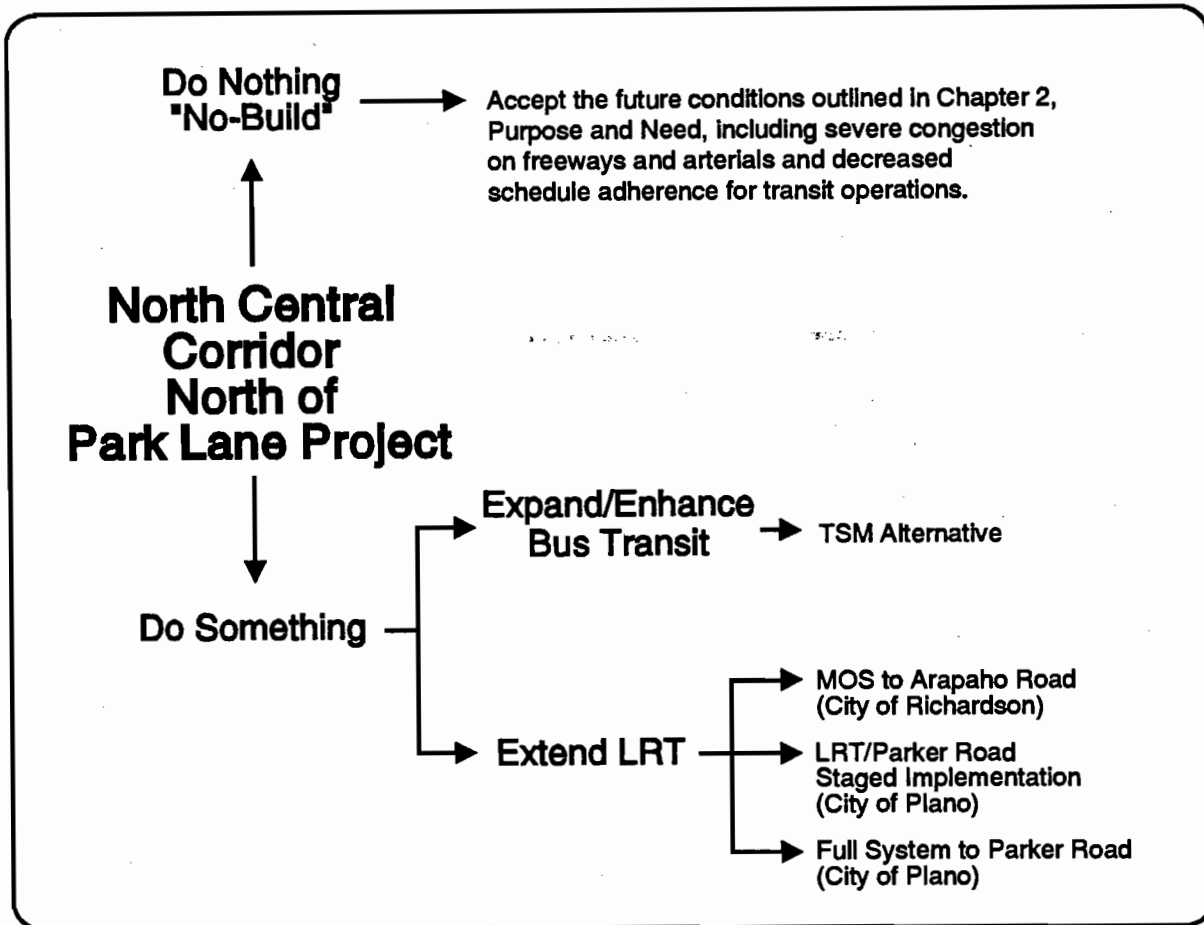 Do Nothing
"No-Build"
Accept the future conditions outlined in Chapter 2,
Purpose and Need, including severe congestion
on freeways and arterials and decreased
schedule adherence for transit operations.
North Central
Corridor
North of
Park Lane Project
Expand/Enhance
Bus Transit
TSM Alternative
Do Something
MOS to Arapaho Road
(City of Richardson)
Extend LRT
LRT/Parker Road
Staged Implementation
(City of Plano)
Full System to Parker Road
(City of Plano)